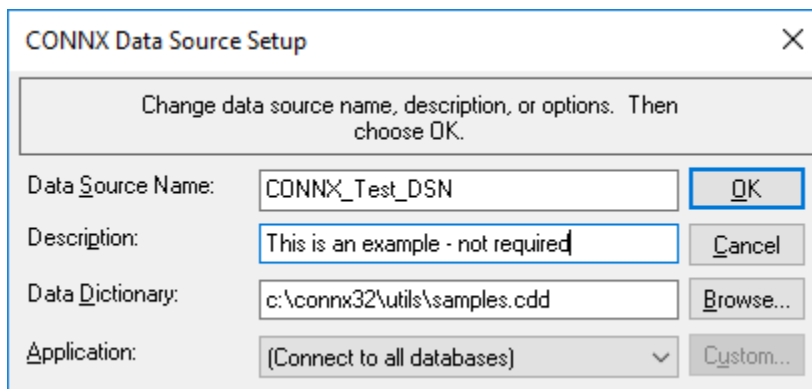 CONNX Data Source Setup
Change data source name, description, or options. Then
choose OK.
Data Source Name: CONNX_Test_DSN OK
Description: This is an example - not required Cancel
Data Dictionary: c:\connx32\utils\samples.cdd Browse...
Application: (Connect to all databases) Custom...